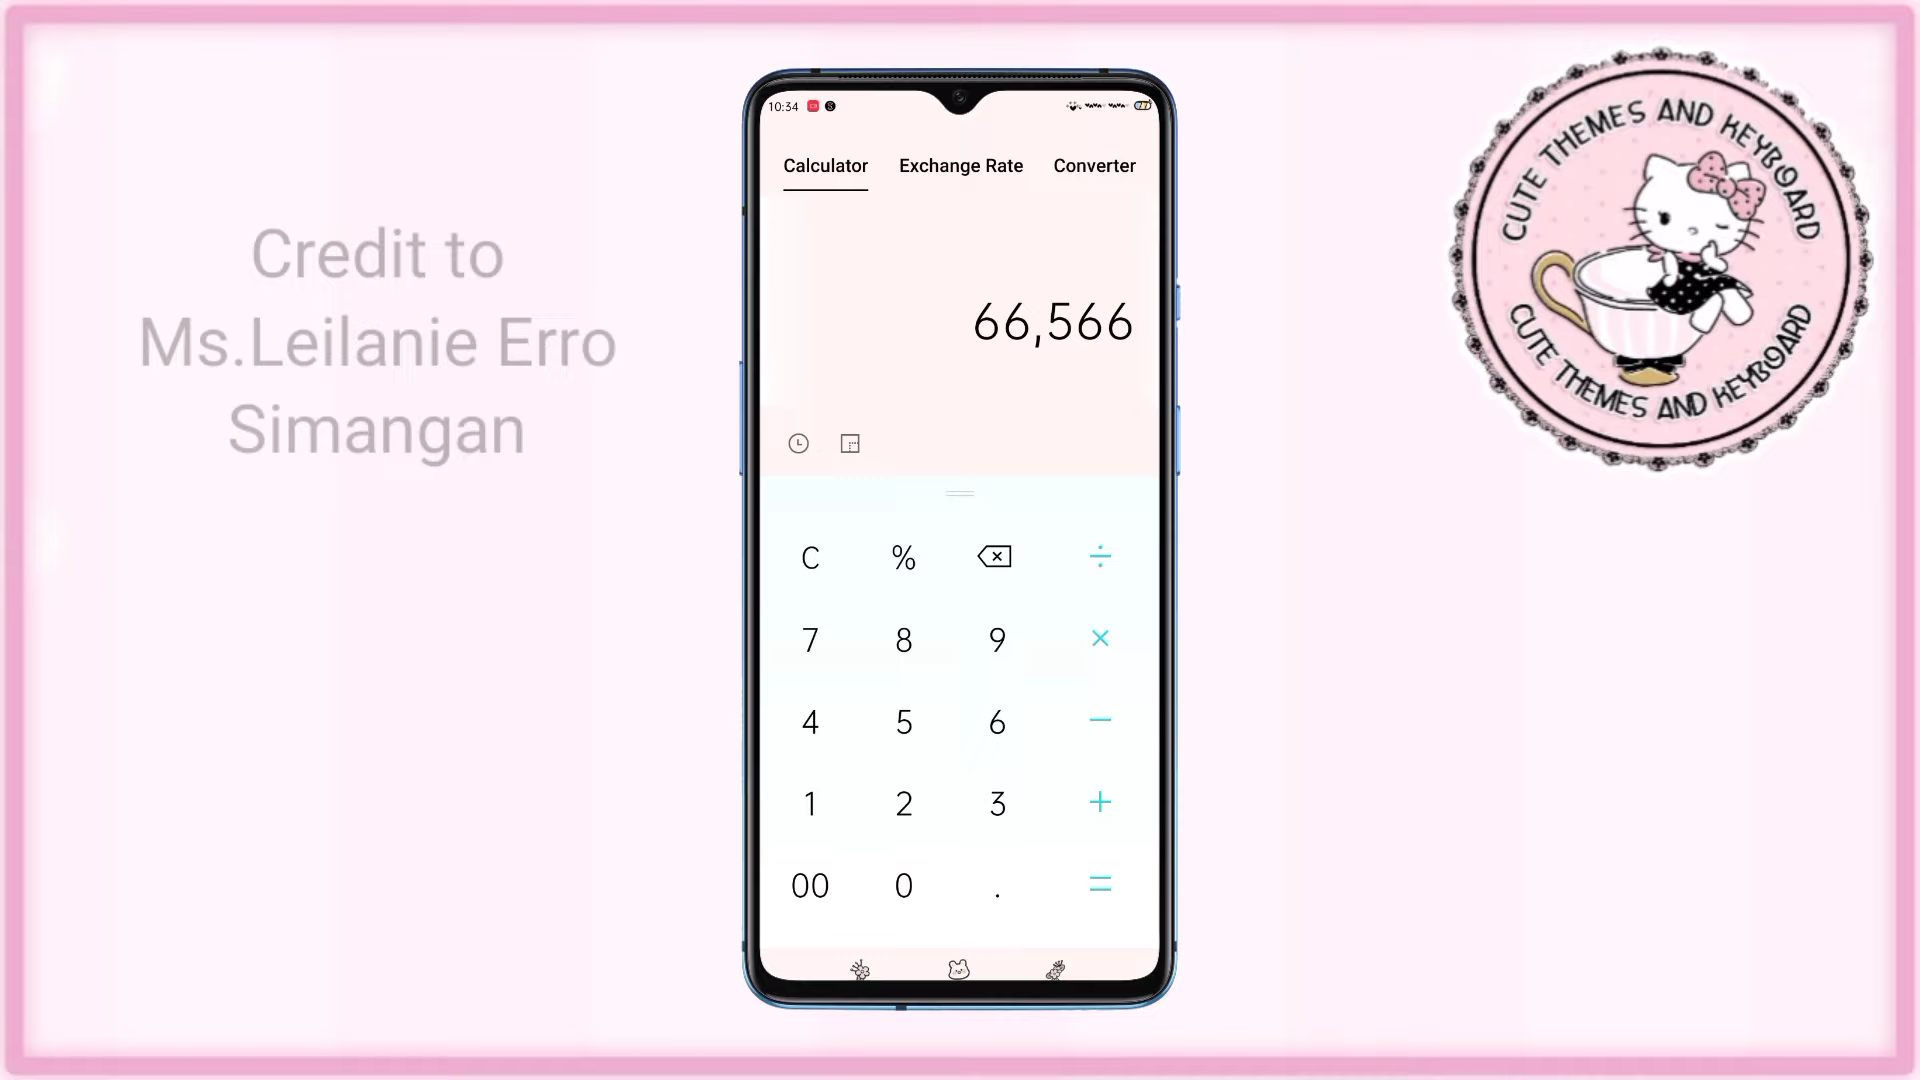 Credit to
Ms.Leilanie Erro
Simangan
10:34
Calculator Exchange Rate Converter
66,566
C % ÷
7 8 9 ×
4 5 6 −
1 2 3 +
00 0 . =
CUTE THEMES AND KEYBOARD
CUTE THEMES AND KEYBOARD